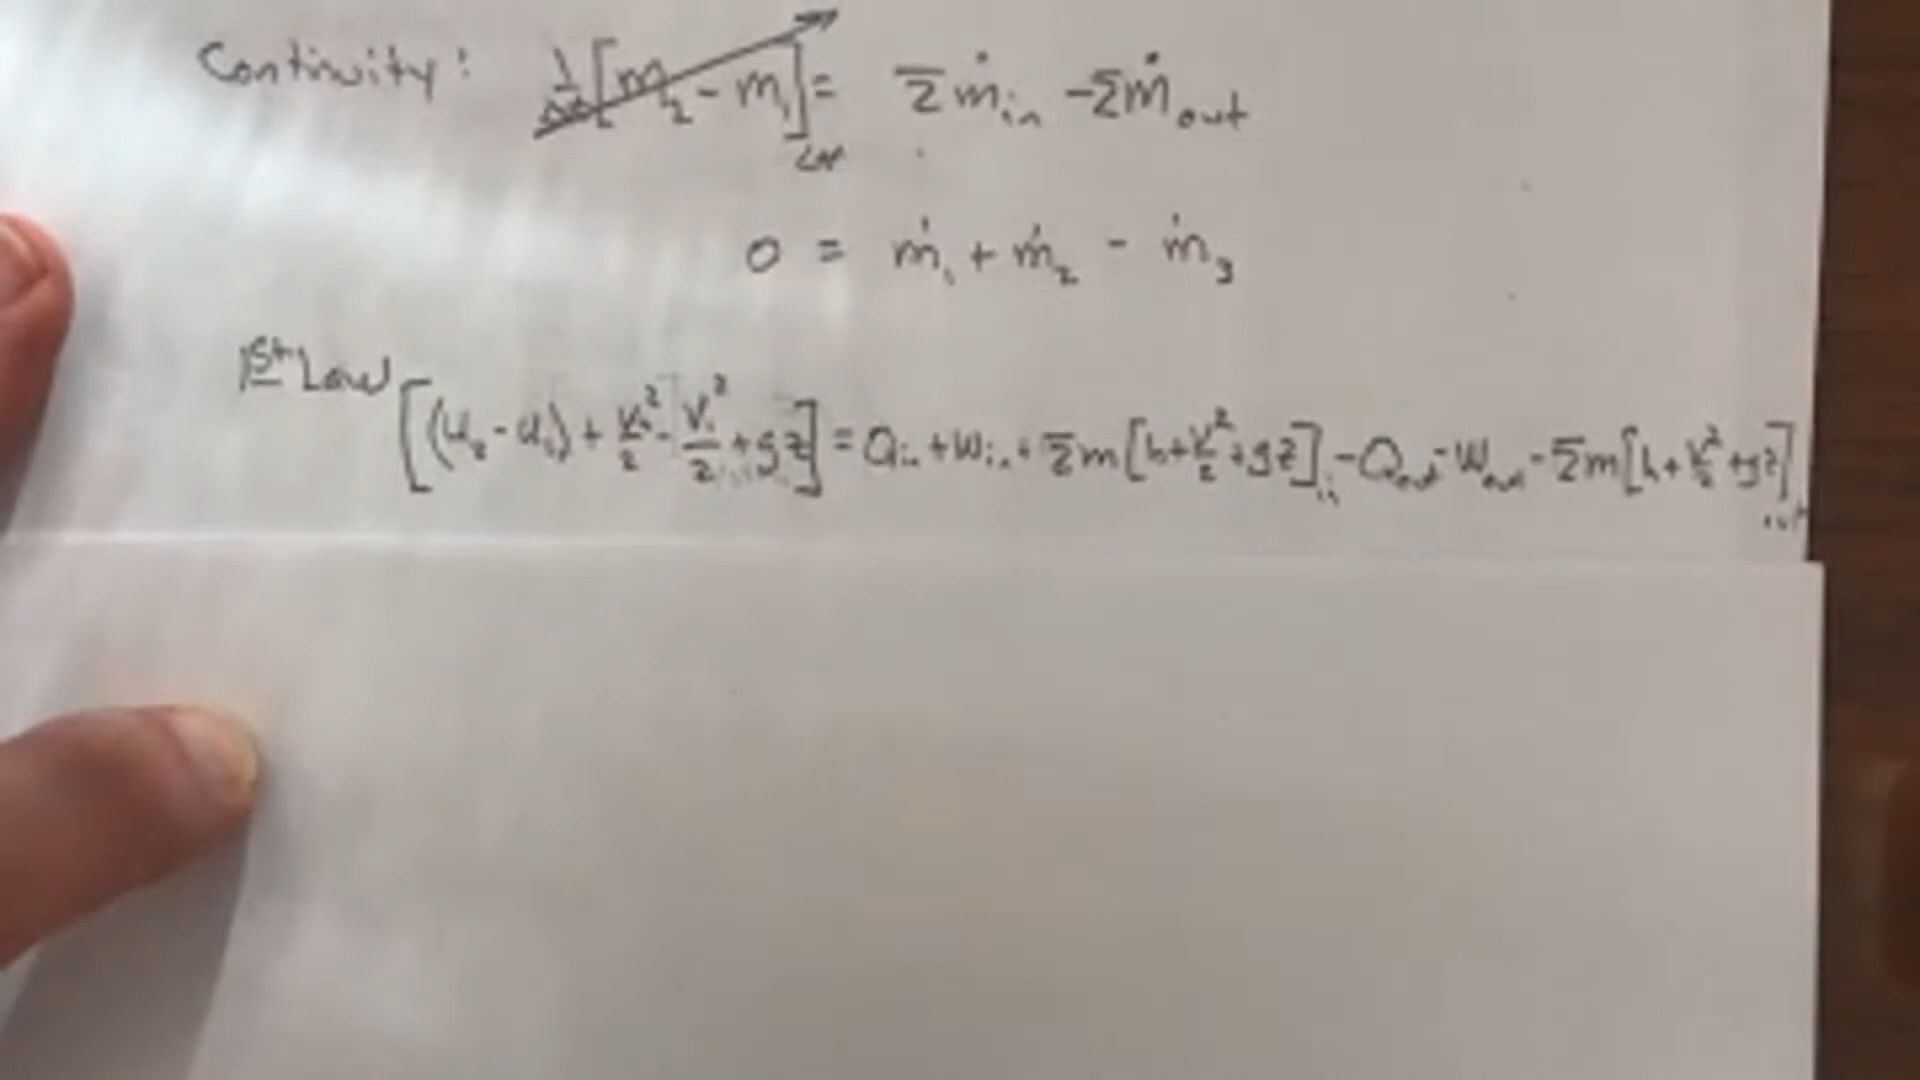 Continuity: 1/Δt [m₂ - m₁]cv = Σṁin - Σṁout
0 = ṁ₁ + ṁ₂ - ṁ₃
1st Law [(u₂ - u₁) + V₂²/2 - V₁²/2 + gz] = Qin + Win + Σm[h + V²/2 + gz]in - Qout - Wout - Σm[h + V²/2 + gz]out